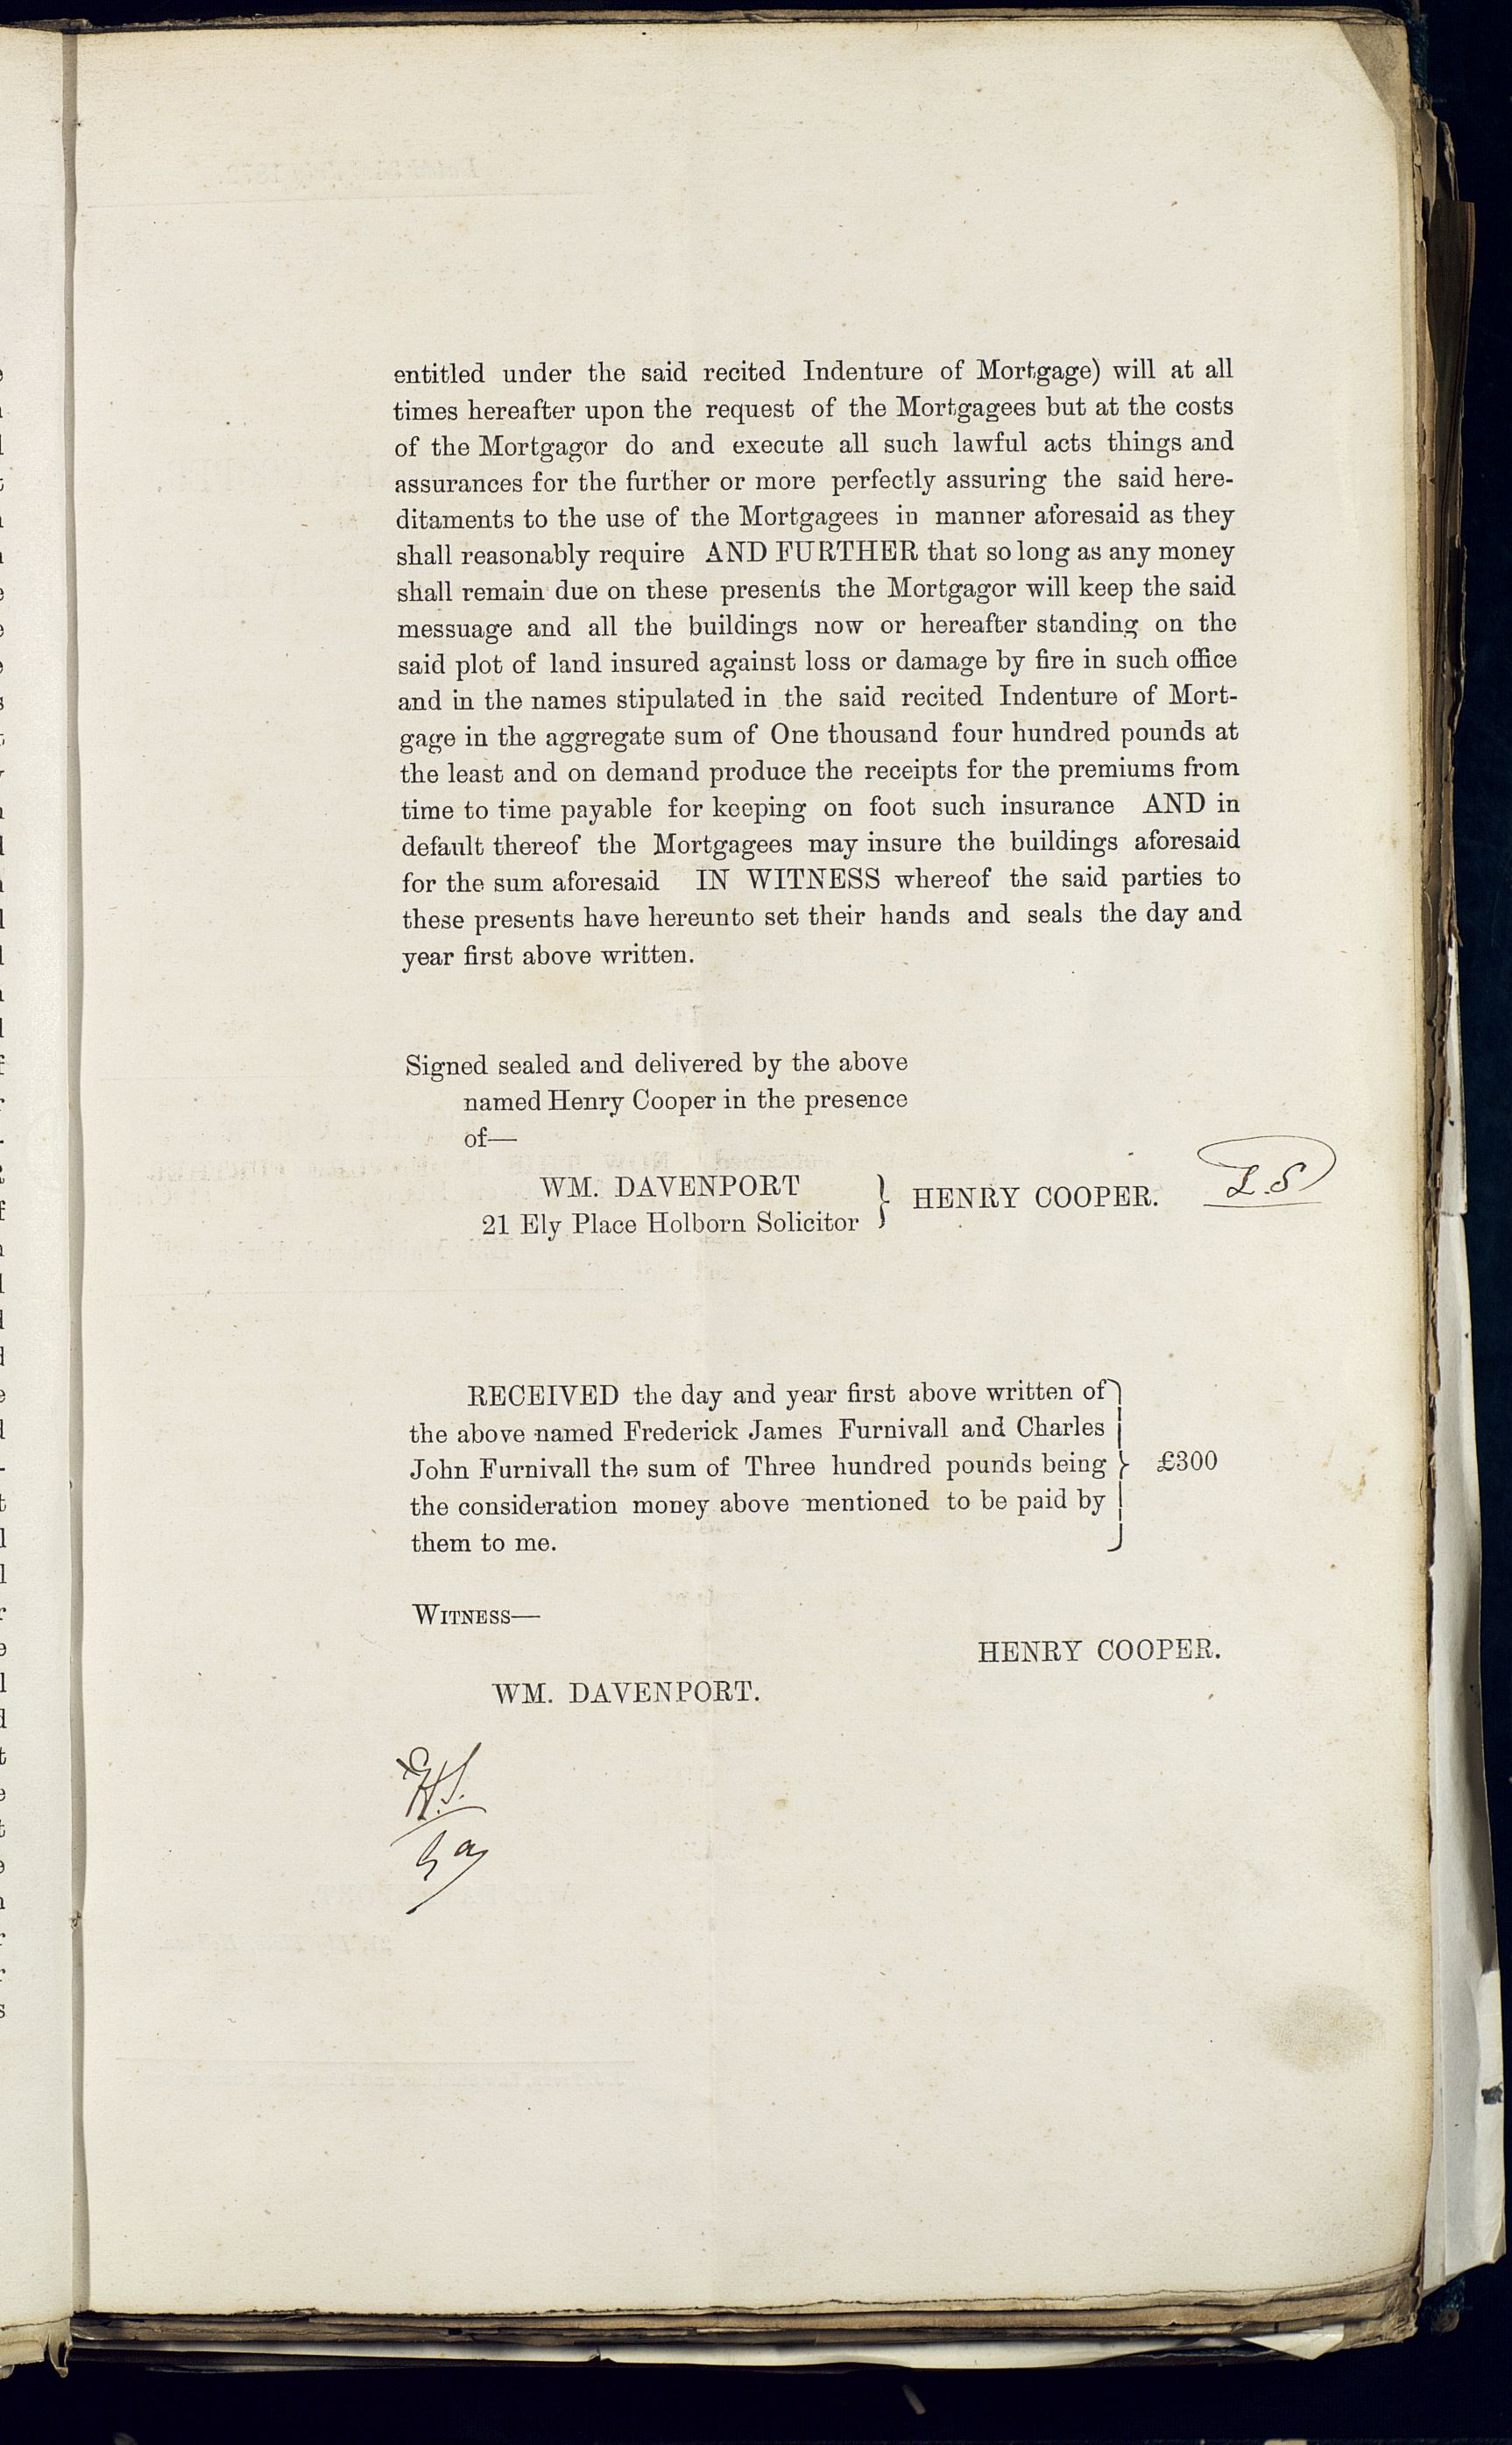 entitled under the said recited Indenture of Mortgage) will at all
times hereafter upon the request of the Mortgagees but at the costs
of the Mortgagor do and execute all such lawful acts things and
assurances for the further or more perfectly assuring the said here-
ditaments to the use of the Mortgagees in manner aforesaid as they
shall reasonably require AND FURTHER that so long as any money
shall remain due on these presents the Mortgagor will keep the said
messuage and all the buildings now or hereafter standing on the
said plot of land insured against loss or damage by fire in such office
and in the names stipulated in the said recited Indenture of Mort-
gage in the aggregate sum of One thousand four hundred pounds at
the least and on demand produce the receipts for the premiums from
time to time payable for keeping on foot such insurance AND in
default thereof the Mortgagees may insure the buildings aforesaid
for the sum aforesaid IN WITNESS whereof the said parties to
these presents have hereunto set their hands and seals the day and
year first above written.
Signed sealed and delivered by the above
named Henry Cooper in the presence
of—
WM. DAVENPORT
21 Ely Place Holborn Solicitor
} HENRY COOPER. L.S
RECEIVED the day and year first above written of
the above named Frederick James Furnivall and Charles
John Furnivall the sum of Three hundred pounds being } £300
the consideration money above mentioned to be paid by
them to me.
WITNESS—
HENRY COOPER.
WM. DAVENPORT.